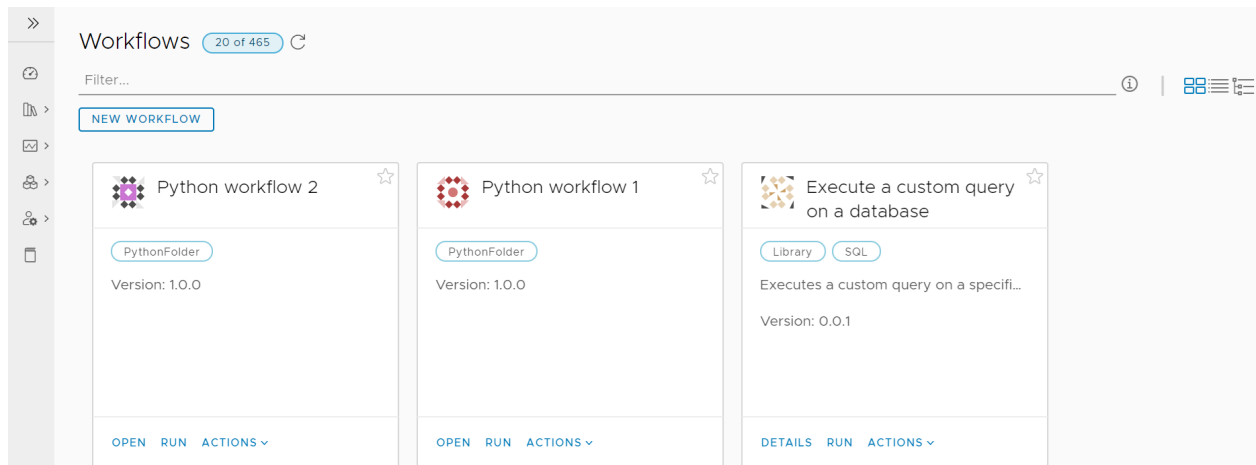 Workflows 20 of 465
Filter...
NEW WORKFLOW
Python workflow 2
PythonFolder
Version: 1.0.0
OPEN RUN ACTIONS
Python workflow 1
PythonFolder
Version: 1.0.0
OPEN RUN ACTIONS
Execute a custom query
on a database
Library SQL
Executes a custom query on a specifi...
Version: 0.0.1
DETAILS RUN ACTIONS